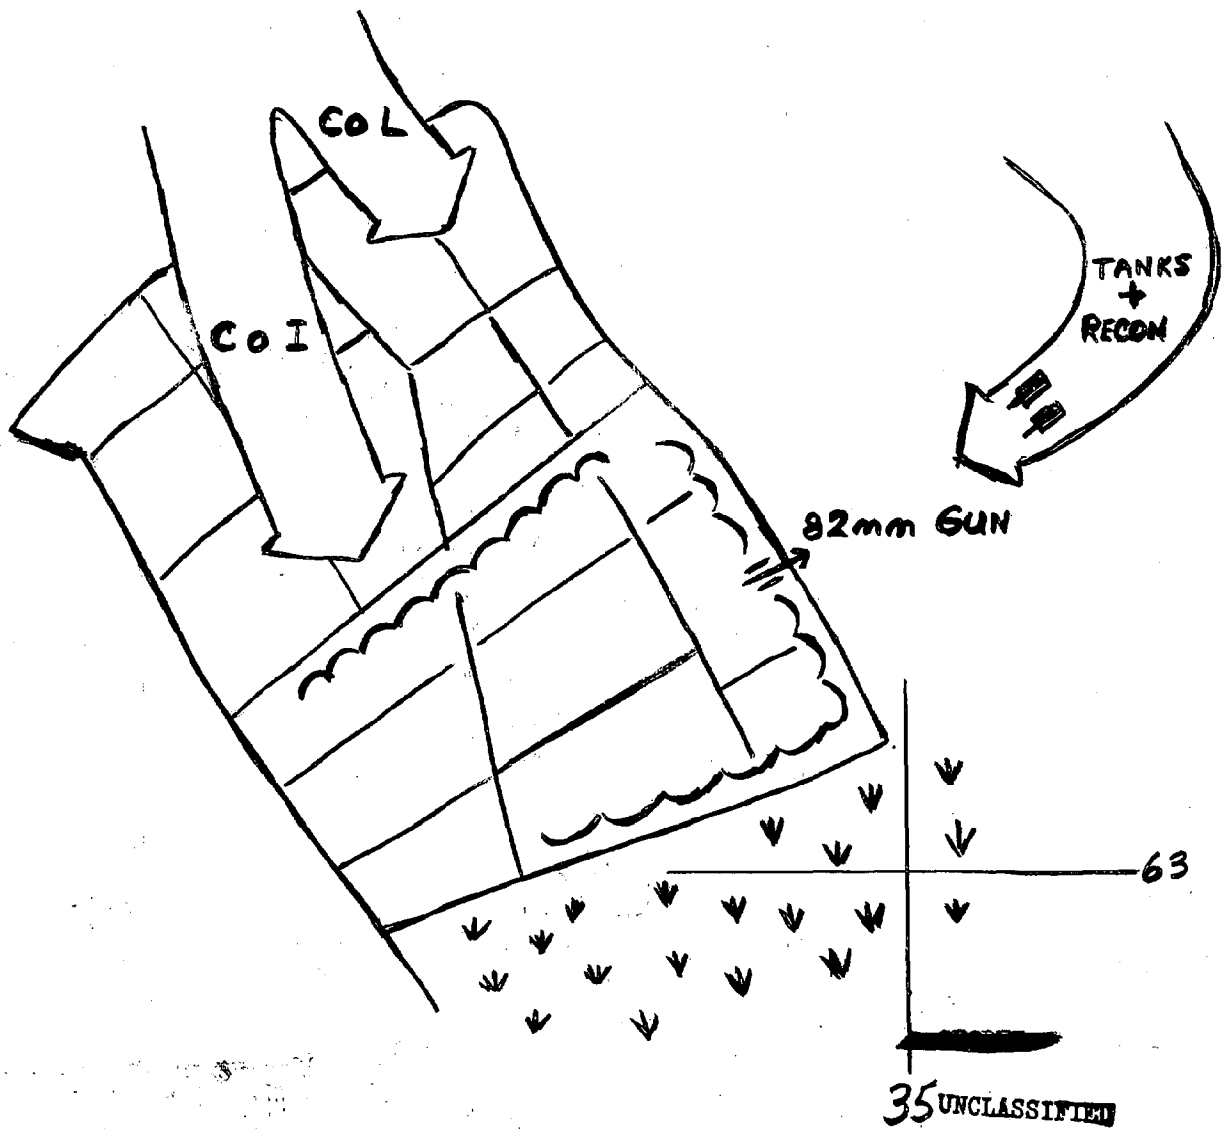 Co L
Co I
TANKS
+
RECON
82mm GUN
63
35
UNCLASSIFIED